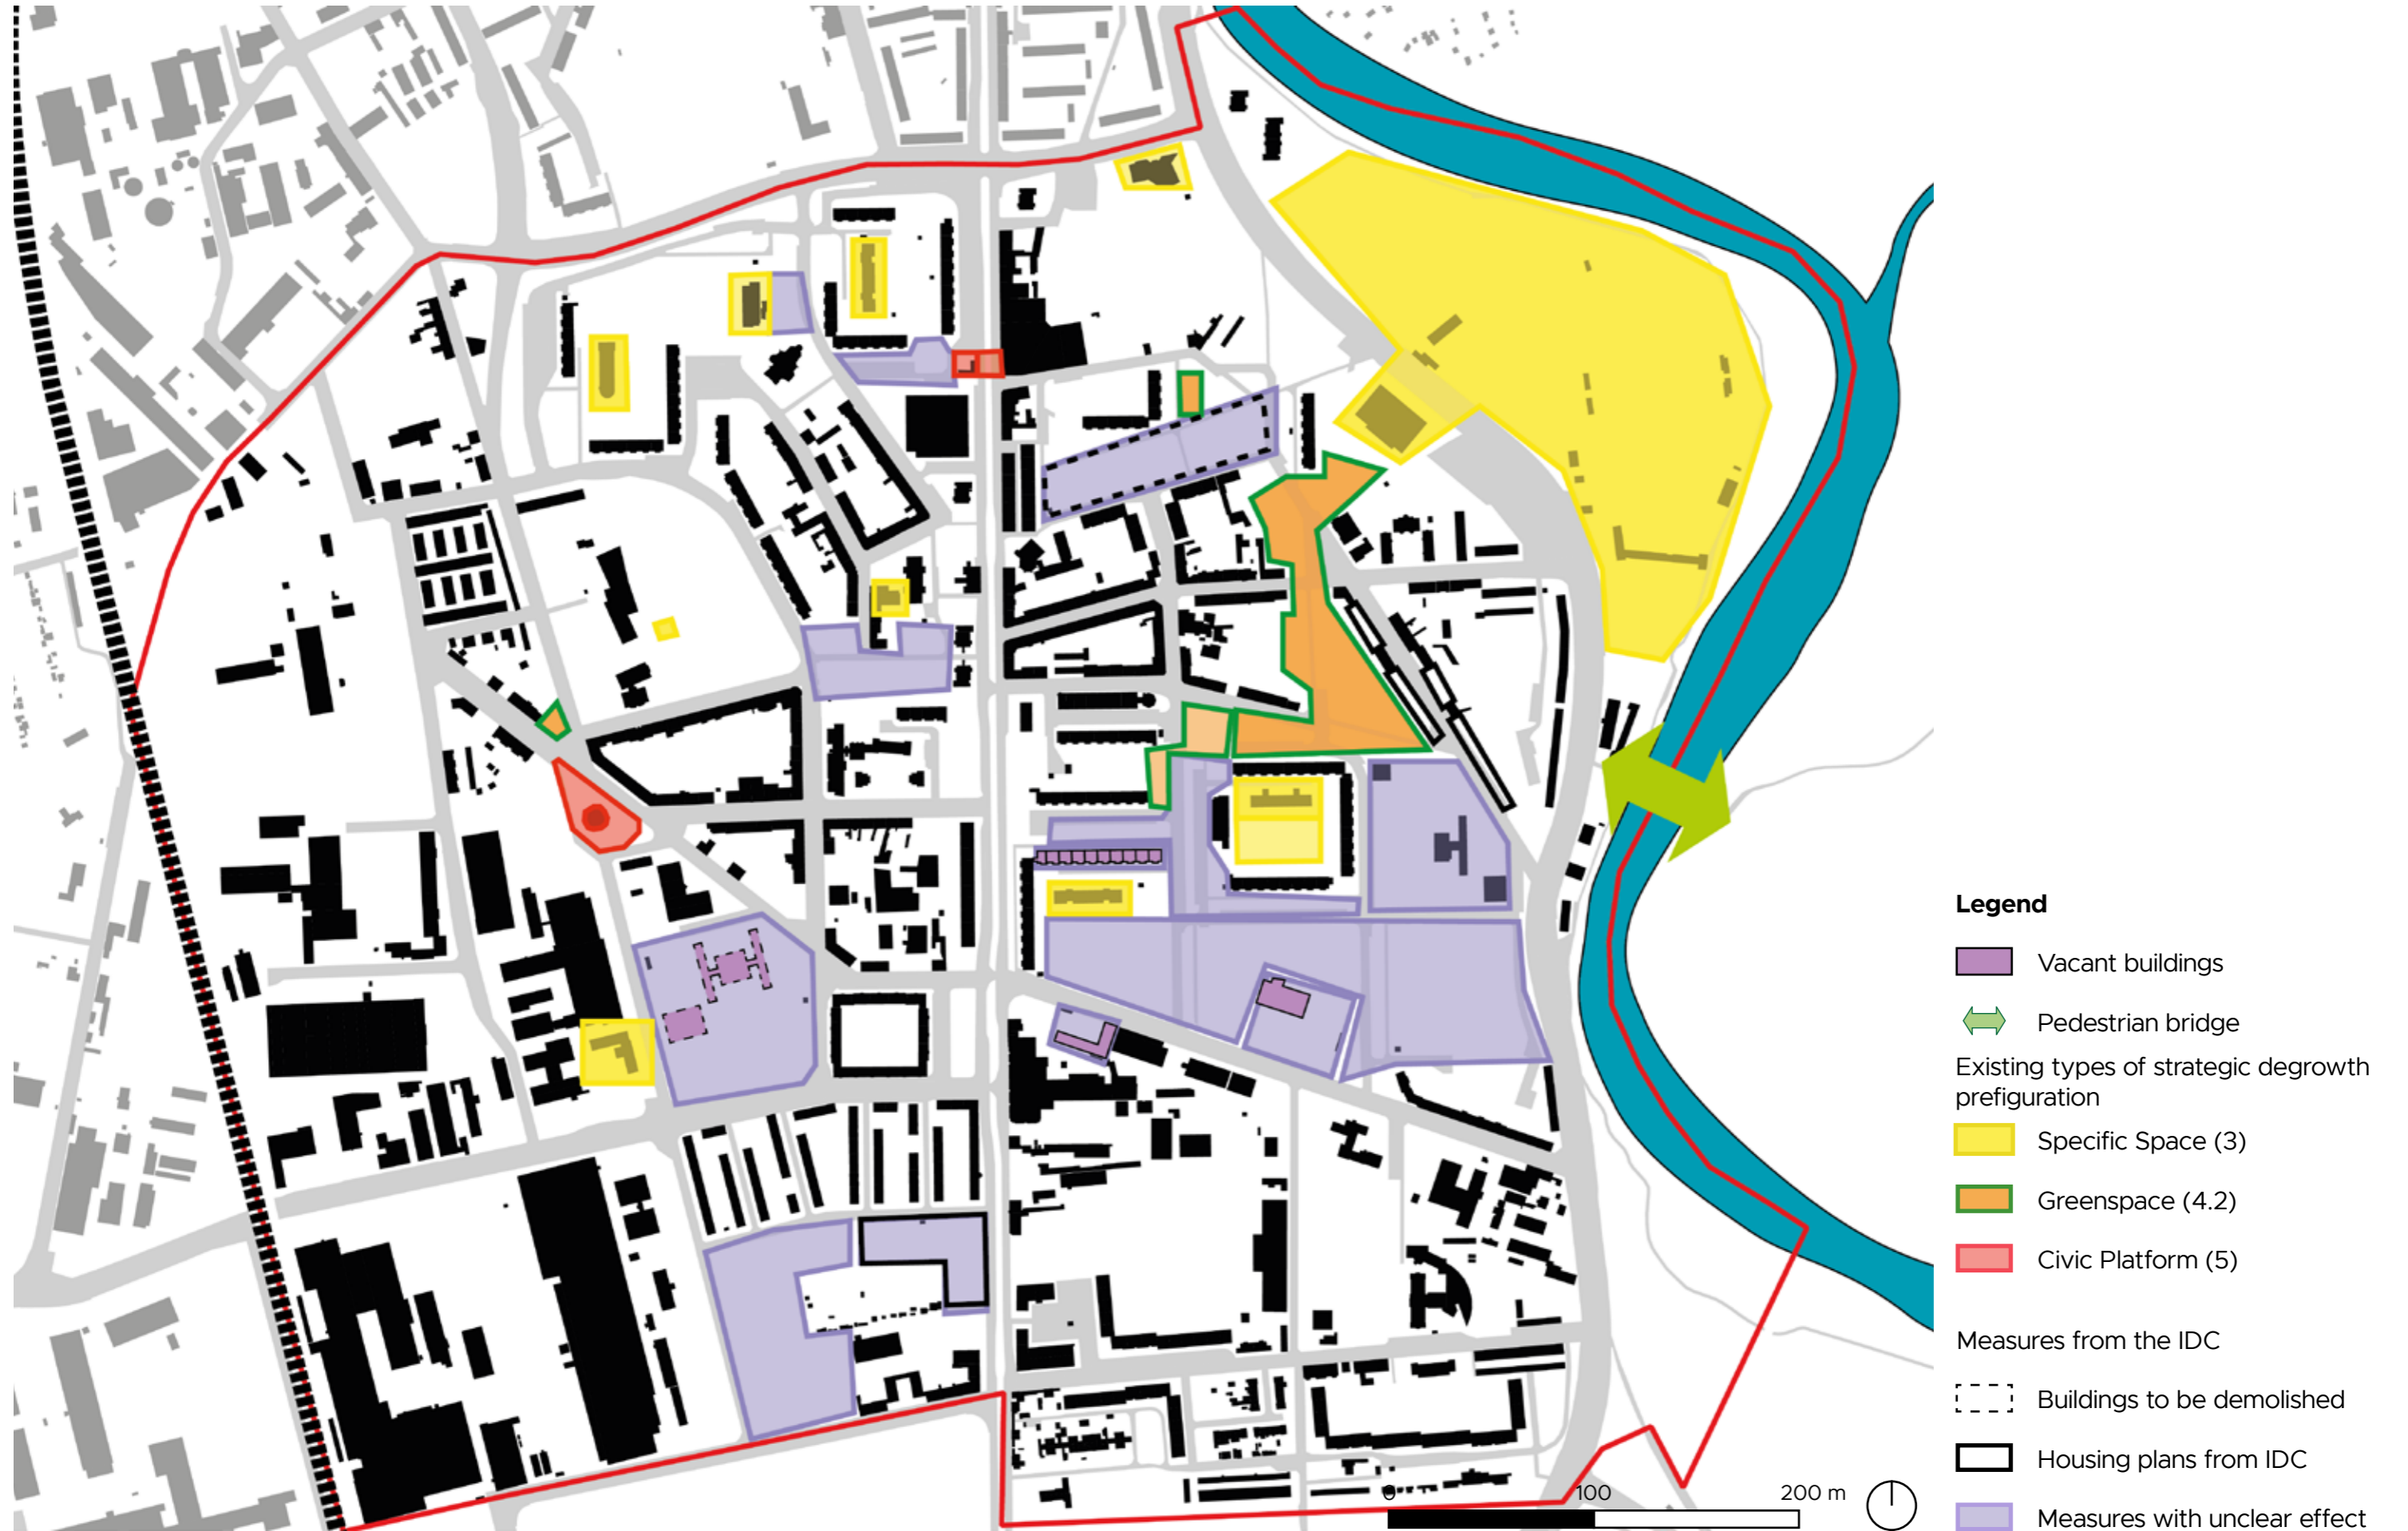 Legend
Vacant buildings
Pedestrian bridge
Existing types of strategic degrowth
prefiguration
Specific Space (3)
Greenspace (4.2)
Civic Platform (5)
Measures from the IDC
Buildings to be demolished
Housing plans from IDC
Measures with unclear effect
0 100 200 m